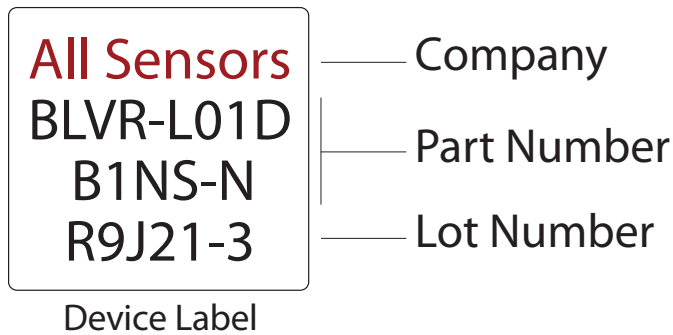 All Sensors
BLVR-L01D
B1NS-N
R9J21-3
Company
Part Number
Lot Number
Device Label